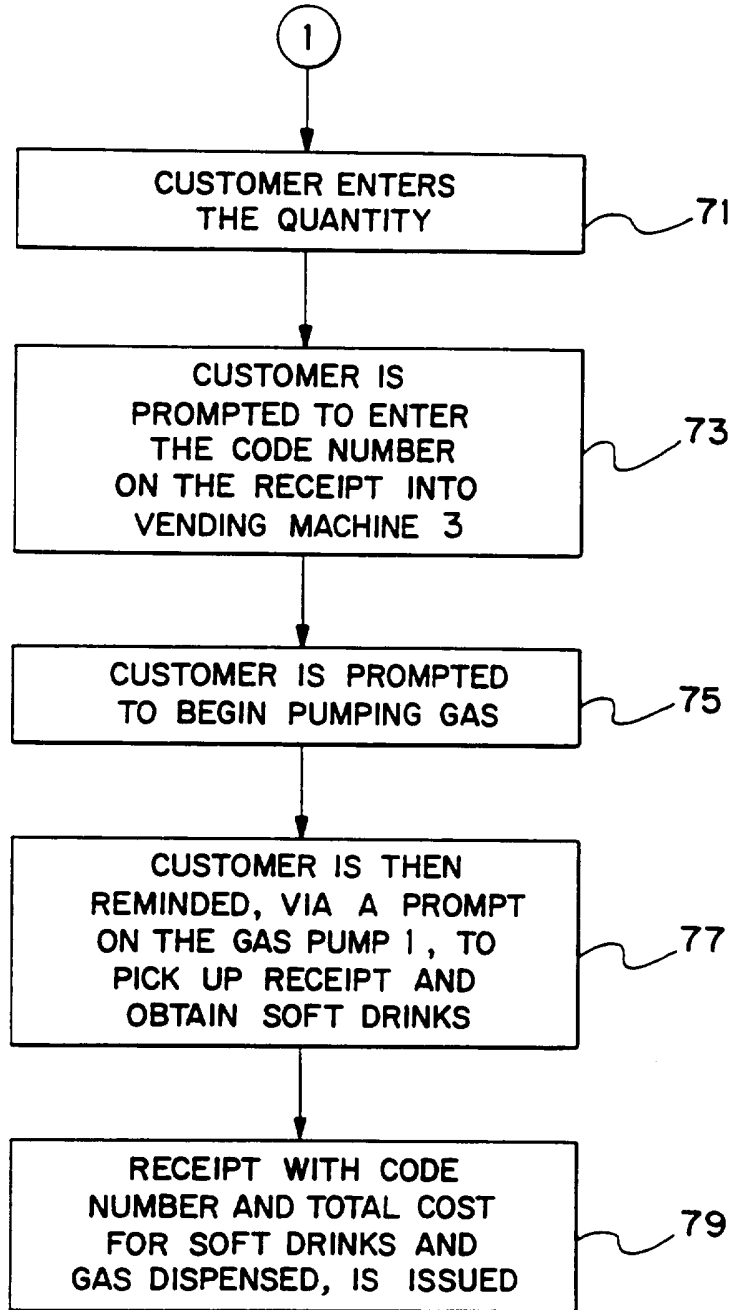 1
CUSTOMER ENTERS
THE QUANTITY
71
CUSTOMER IS
PROMPTED TO ENTER
THE CODE NUMBER
ON THE RECEIPT INTO
VENDING MACHINE 3
73
CUSTOMER IS PROMPTED
TO BEGIN PUMPING GAS
75
CUSTOMER IS THEN
REMINDED, VIA A PROMPT
ON THE GAS PUMP 1, TO
PICK UP RECEIPT AND
OBTAIN SOFT DRINKS
77
RECEIPT WITH CODE
NUMBER AND TOTAL COST
FOR SOFT DRINKS AND
GAS DISPENSED, IS ISSUED
79